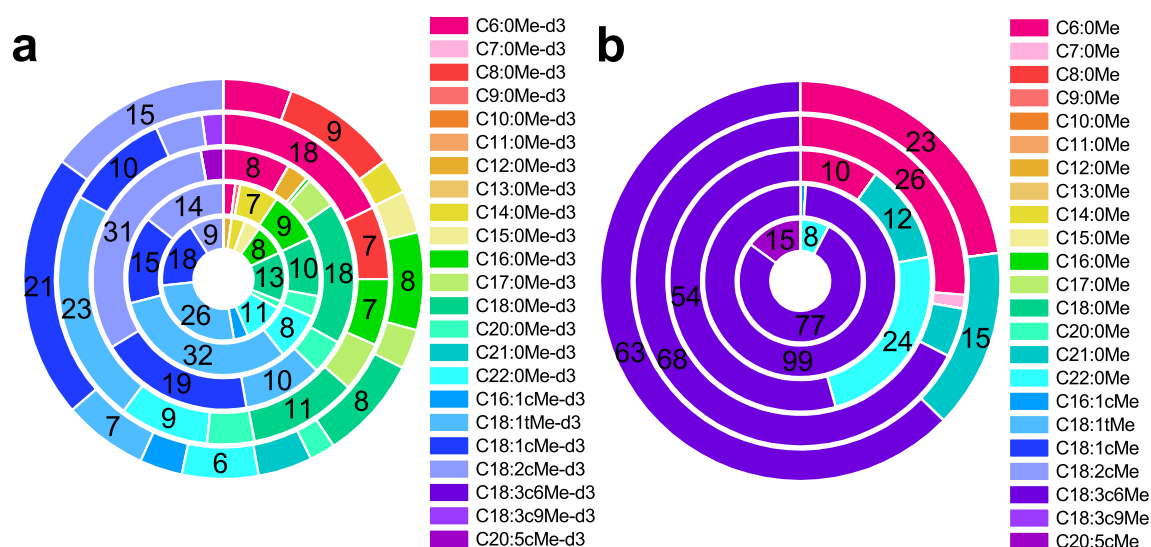 a
b
C6:0Me-d3
C7:0Me-d3
C8:0Me-d3
C9:0Me-d3
C10:0Me-d3
C11:0Me-d3
C12:0Me-d3
C13:0Me-d3
C14:0Me-d3
C15:0Me-d3
C16:0Me-d3
C17:0Me-d3
C18:0Me-d3
C20:0Me-d3
C21:0Me-d3
C22:0Me-d3
C16:1cMe-d3
C18:1tMe-d3
C18:1cMe-d3
C18:2cMe-d3
C18:3c6Me-d3
C18:3c9Me-d3
C20:5cMe-d3
15
9
18
10
8
7
31
14
9
9
7
8
21
23
15
18
13
10
18
8
7
26
11
8
32
19
10
9
11
8
7
6
C6:0Me
C7:0Me
C8:0Me
C9:0Me
C10:0Me
C11:0Me
C12:0Me
C13:0Me
C14:0Me
C15:0Me
C16:0Me
C17:0Me
C18:0Me
C20:0Me
C21:0Me
C22:0Me
C16:1cMe
C18:1tMe
C18:1cMe
C18:2cMe
C18:3c6Me
C18:3c9Me
C20:5cMe
23
10
26
12
15
8
54
77
24
15
63
68
99